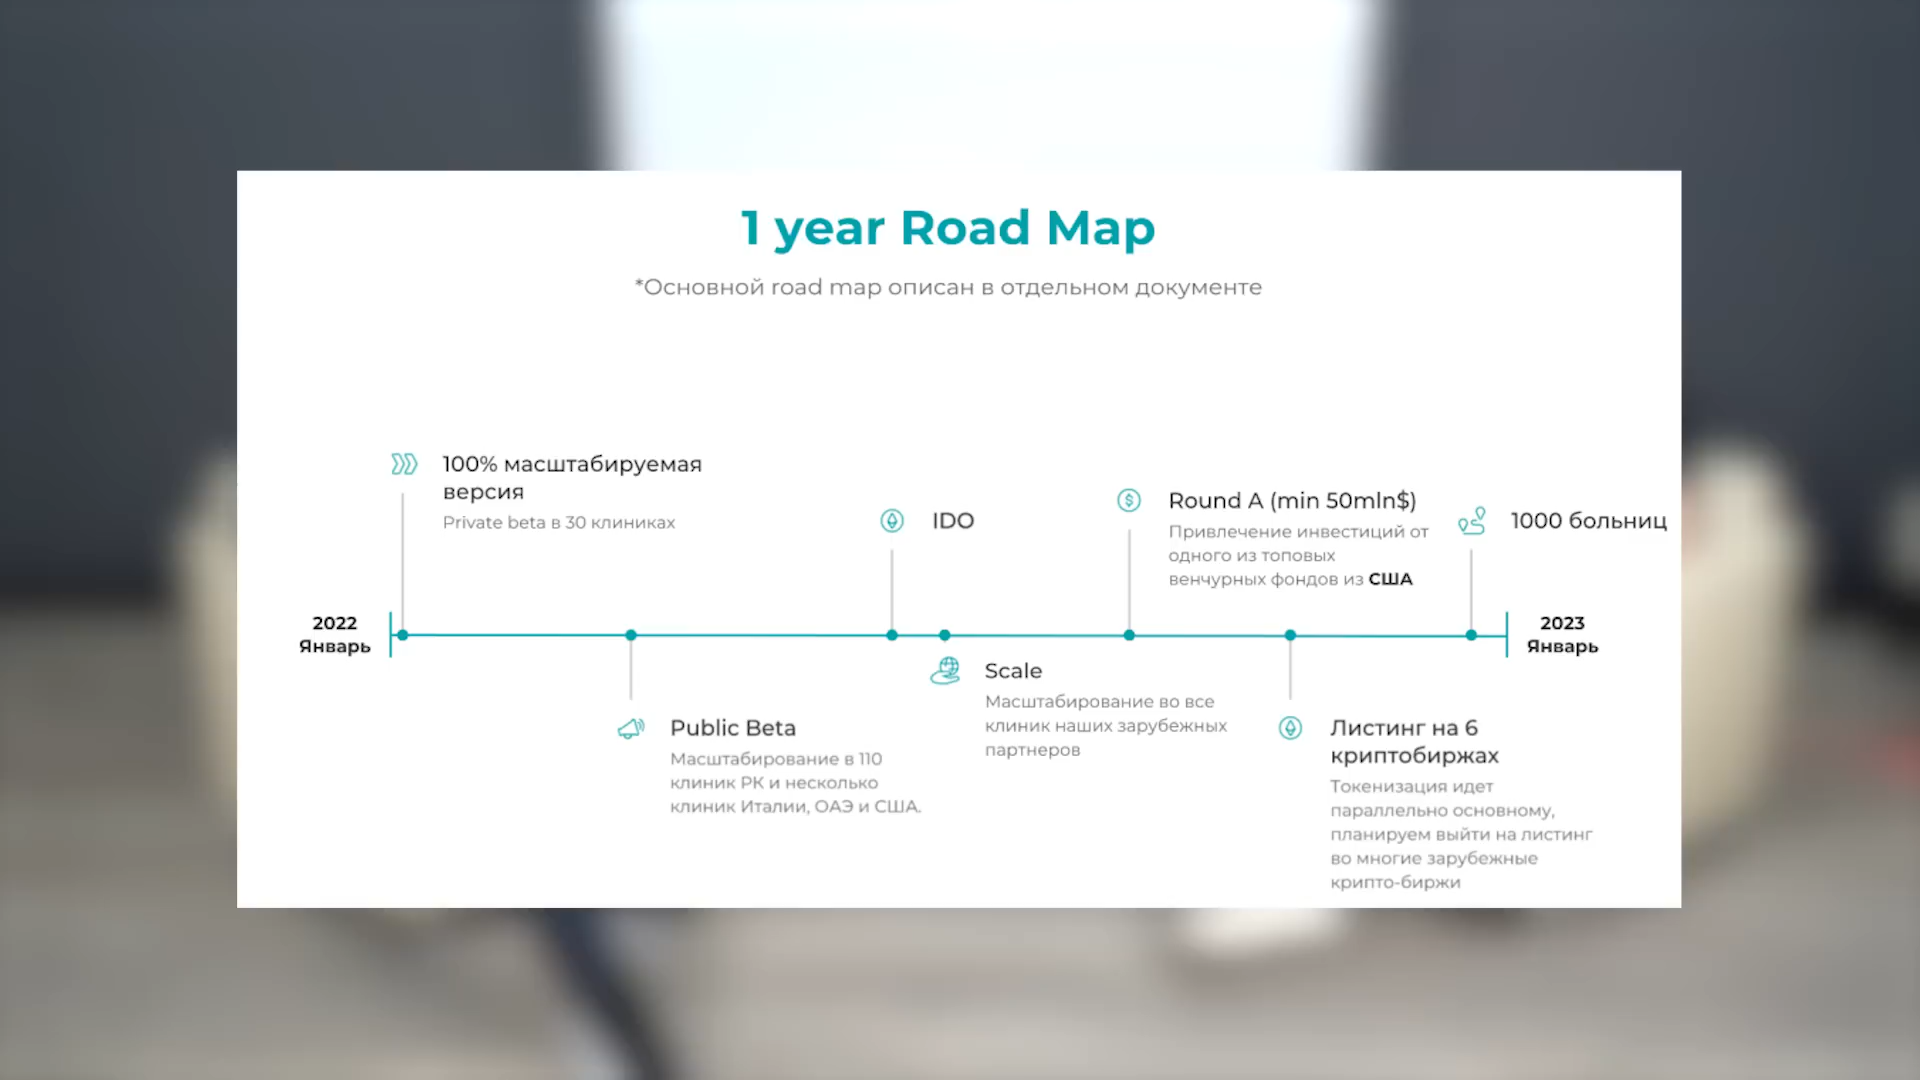 1 year Road Map
*Основной road map описан в отдельном документе
100% масштабируемая
версия
Private beta в 30 клиниках
IDO
Round A (min 50mln$)
Привлечение инвестиций от
одного из топовых
венчурных фондов из США
1000 больниц
2022
Январь
2023
Январь
Public Beta
Масштабирование в 110
клиник РК и несколько
клиник Италии, ОАЭ и США.
Scale
Масштабирование во все
клиник наших зарубежных
партнеров
Листинг на 6
криптобиржах
Токенизация идет
параллельно основному,
планируем выйти на листинг
во многие зарубежные
крипто-биржи